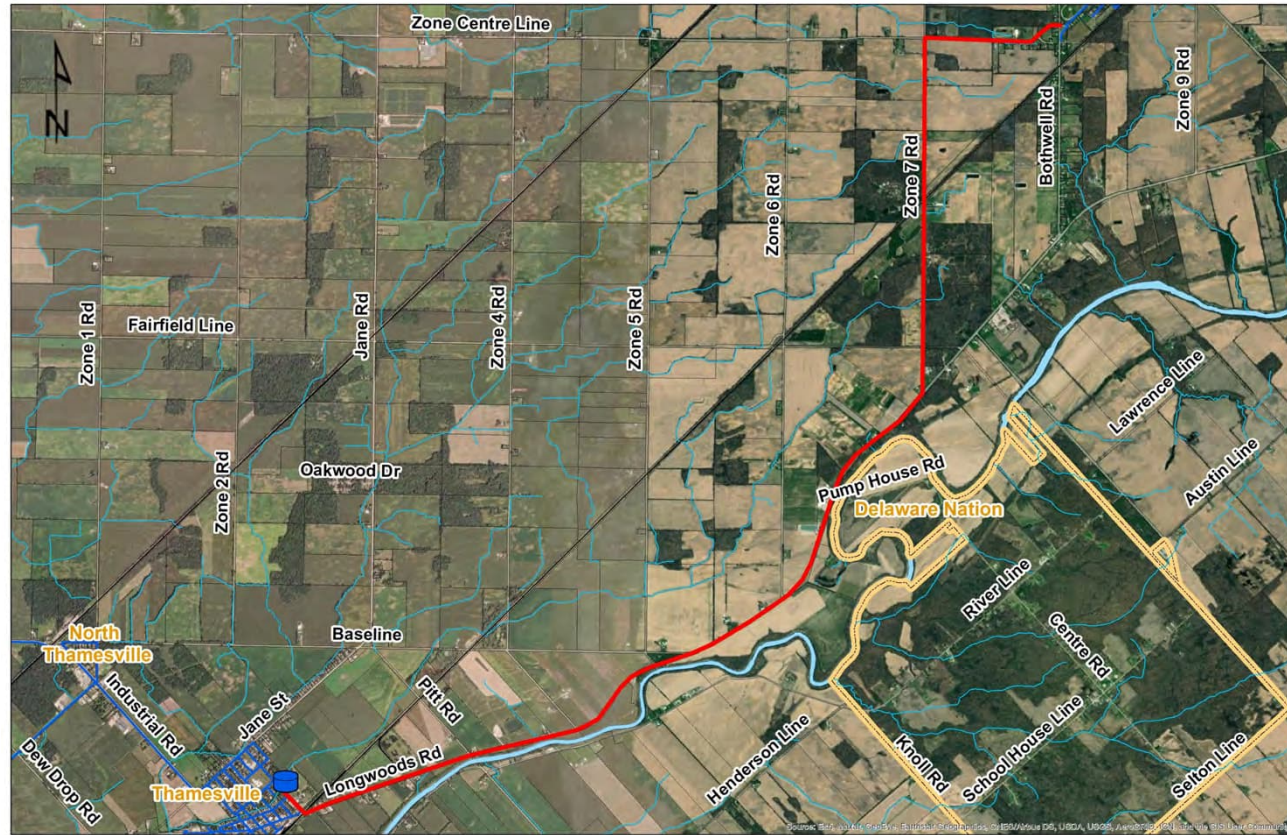 Zone Centre Line
N
Zone 9 Rd
Bothwell Rd
Zone 7 Rd
Zone 6 Rd
Zone 5 Rd
Zone 4 Rd
Jane Rd
Zone 1 Rd
Fairfield Line
Lawrence Line
Zone 2 Rd
Oakwood Dr
Pump House Rd
Austin Line
Delaware Nation
River Line
Baseline
North
Thamesville
Centre Rd
Industrial Rd
Pitt Rd
Jane St
Dew Drop Rd
Thamesville
Longwoods Rd
Henderson Line
Knoll Rd
School House Line
Selton Line